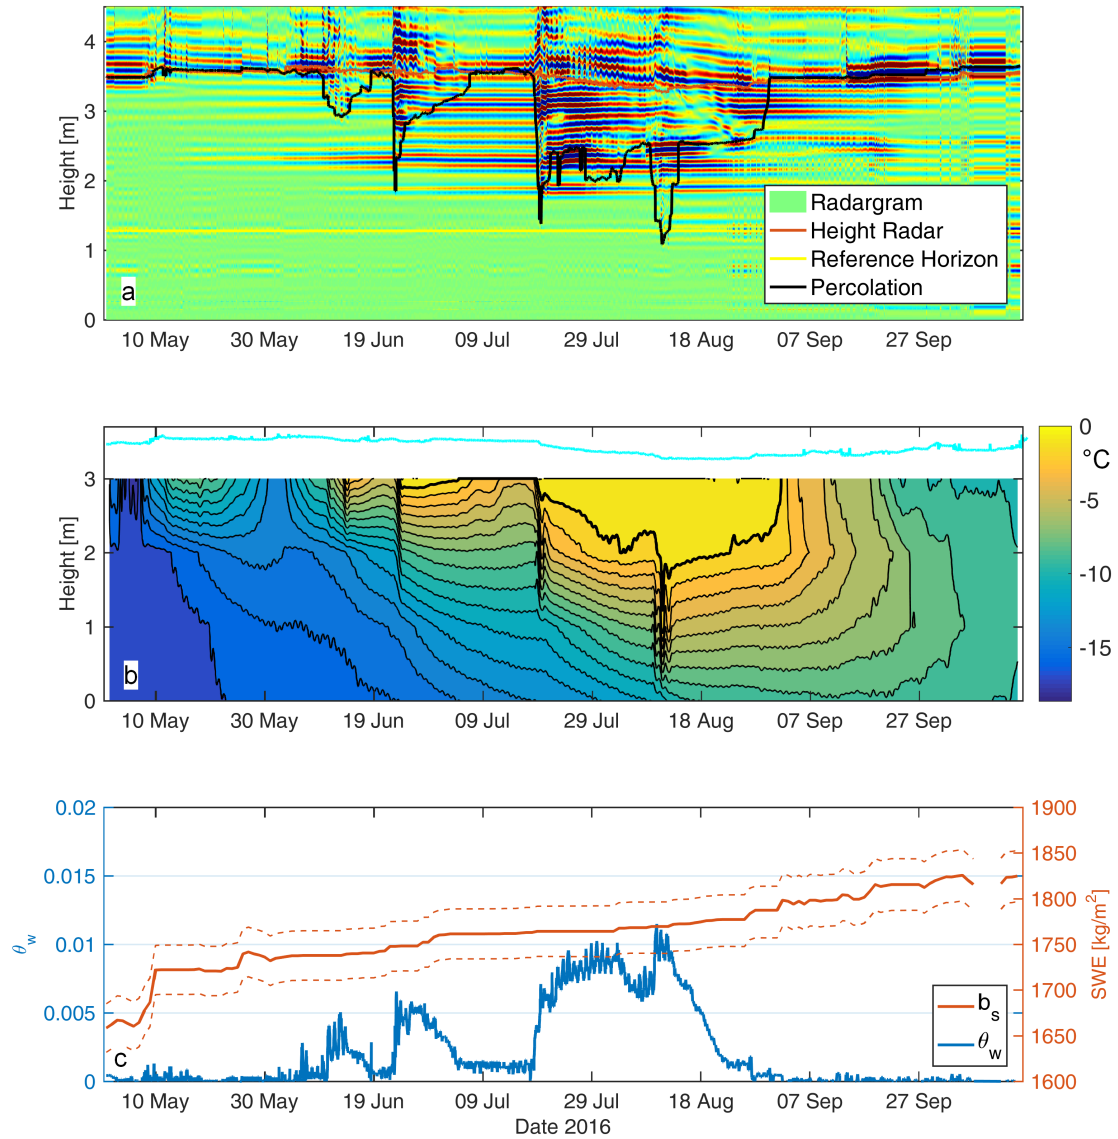 4
3
2
1
0
Height [m]
a
Radargram
Height Radar
Reference Horizon
Percolation
10 May 30 May 19 Jun 09 Jul 29 Jul 18 Aug 07 Sep 27 Sep
3
2
1
0
Height [m]
b
0
-5
-10
-15
°C
10 May 30 May 19 Jun 09 Jul 29 Jul 18 Aug 07 Sep 27 Sep
0.02
0.015
0.01
0.005
0
θw
c
1900
1850
1800
1750
1700
1650
1600
SWE [kg/m²]
bs
θw
10 May 30 May 19 Jun 09 Jul 29 Jul 18 Aug 07 Sep 27 Sep
Date 2016